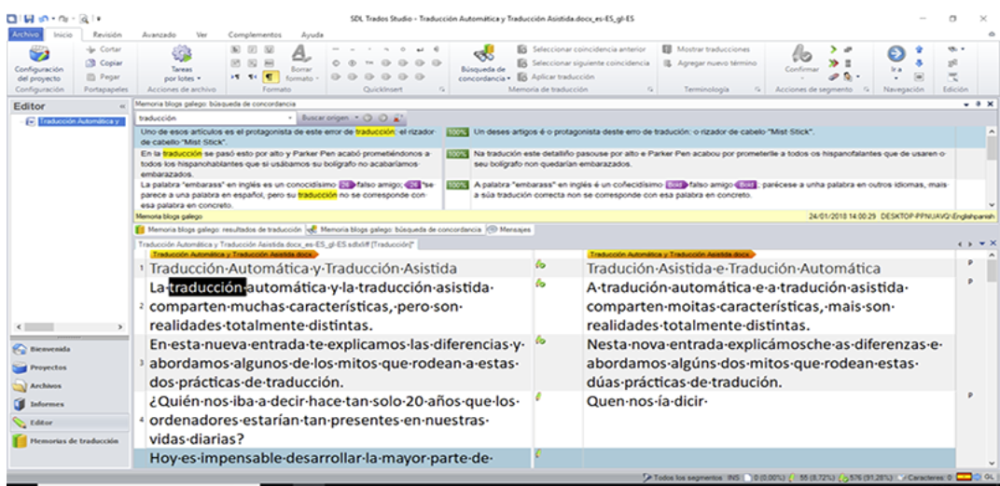 SDL Trados Studio - Traducción Automática y Traducción Asistida.docx_es-ES_gl-ES
Archivo Inicio Revisión Avanzado Ver Complementos Ayuda
Configuración del proyecto
Cortar
Copiar
Pegar
Tareas por lotes
Borrar formato
Búsqueda de concordancia
Seleccionar coincidencia anterior
Seleccionar siguiente coincidencia
Aplicar traducción
Mostrar traducciones
Agregar nuevo término
Confirmar
Ir a
Configuración Portapapeles Acciones de archivo Formato QuickInsert Memoria de traducción Terminología Acciones de segmento Navegación Edición
Editor
Traducción Automática y
Memoria blogs galego: búsqueda de concordancia
traducción Buscar origen
Uno de esos artículos es el protagonista de este error de traducción; el rizador
de cabello "Mist Stick".
100% Un deses artigos é o protagonista deste erro de tradución; o rizador de cabelo "Mist Stick".
En la traducción se pasó esto por alto y Parker Pen acabó prometiéndonos a
todos los hispanohablantes que si usábamos su bolígrafo no acabaríamos
embarazados.
100% Na tradución este detalliño pasouse por alto e Parker Pen acabou por prometerlle a todos os hispanofalantes que de usaren o
seu bolígrafo non quedarían embarazados.
La palabra "embarass" en inglés es un conocidísimo 26 falso amigo; 26 "se
parece a una palabra en español, pero su traducción no se corresponde con
esa palabra en concreto.
100% A palabra "embarass" en inglés é un coñecidísimo Bold falso amigo Bold ; parécese a unha palabra en outros idiomas, mais
a súa tradución correcta non se corresponde con esa palabra en concreto.
Memoria blogs galego 24/01/2018 14:00:29 DESKTOP-PPNUAVQ\Englishpanish
Memoria blogs galego: resultados de traducción Memoria blogs galego: búsqueda de concordancia Mensajes
Traducción Automática y Traducción Asistida.docx_es-ES_gl-ES.sdlxliff [Traducción]*
Traducción Automática y Traducción Asistida.docx
Traducción Automática y Traducción Asistida.docx
1 Traducción·Automática·y·Traducción·Asistida
Tradución·Asistida·e·Tradución·Automática P
La·traducción·automática·y·la·traducción·asistida·
2 comparten·muchas·características,·pero·son·
realidades·totalmente·distintas.
A·tradución·automática·e·a·tradución·asistida·
comparten·moitas·características,·mais·son·
realidades·totalmente·distintas.
P
En·esta·nueva·entrada·te·explicamos·las·diferencias·y·
3 abordamos·algunos·de·los·mitos·que·rodean·a·estas·
dos·prácticas·de·traducción.
Nesta·nova·entrada·explicámosche·as·diferenzas·e·
abordamos·algúns·dos·mitos·que·rodean·estas·
dúas·prácticas·de·tradución.
¿Quién·nos·iba·a·decir·hace·tan·solo·20·años·que·los·
4 ordenadores·estarían·tan·presentes·en·nuestras·
vidas·diarias?
Quen·nos·ía·dicir·
P
Hoy·es·impensable·desarrollar·la·mayor·parte·de·
Bienvenida
Proyectos
Archivos
Informes
Editor
Memorias de traducción
Todos los segmentos INS 0 (0,00%) 55 (8,72%) 576 (91,28%) Caracteres: 0 GL